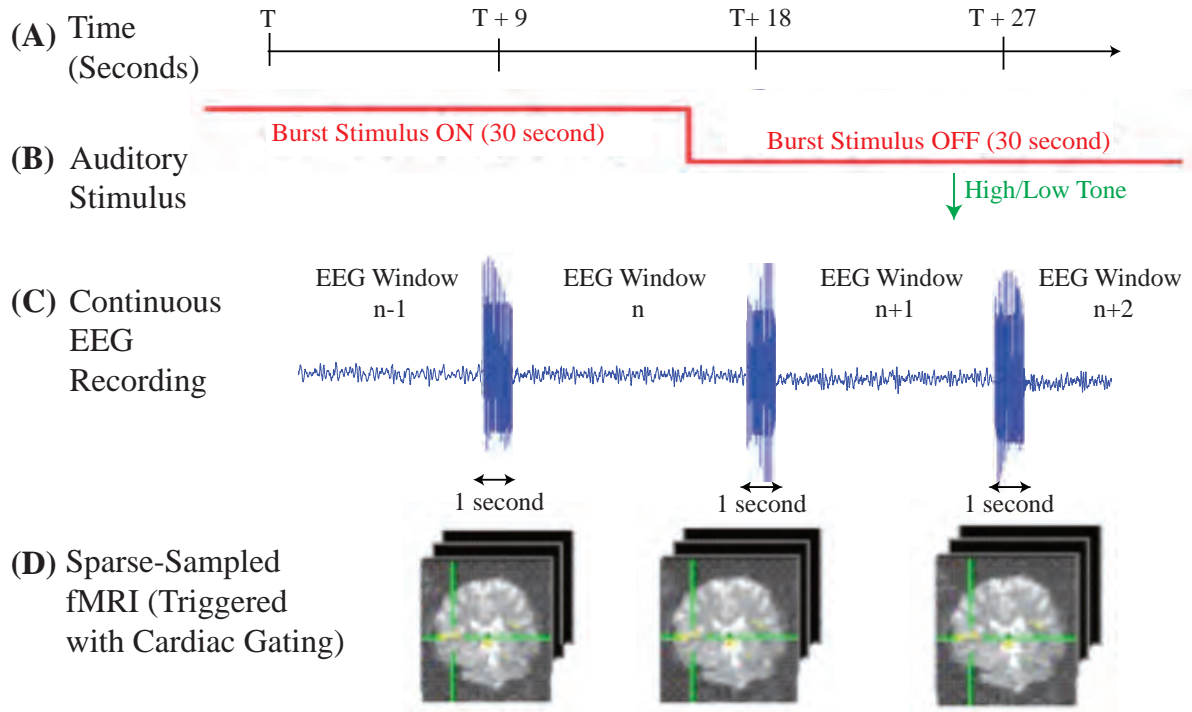 T
T + 9
T+ 18
T + 27
(A) Time
(Seconds)
Burst Stimulus ON (30 second)
Burst Stimulus OFF (30 second)
(B) Auditory
Stimulus
High/Low Tone
EEG Window
n-1
EEG Window
n
EEG Window
n+1
EEG Window
n+2
(C) Continuous
EEG
Recording
1 second
1 second
1 second
(D) Sparse-Sampled
fMRI (Triggered
with Cardiac Gating)